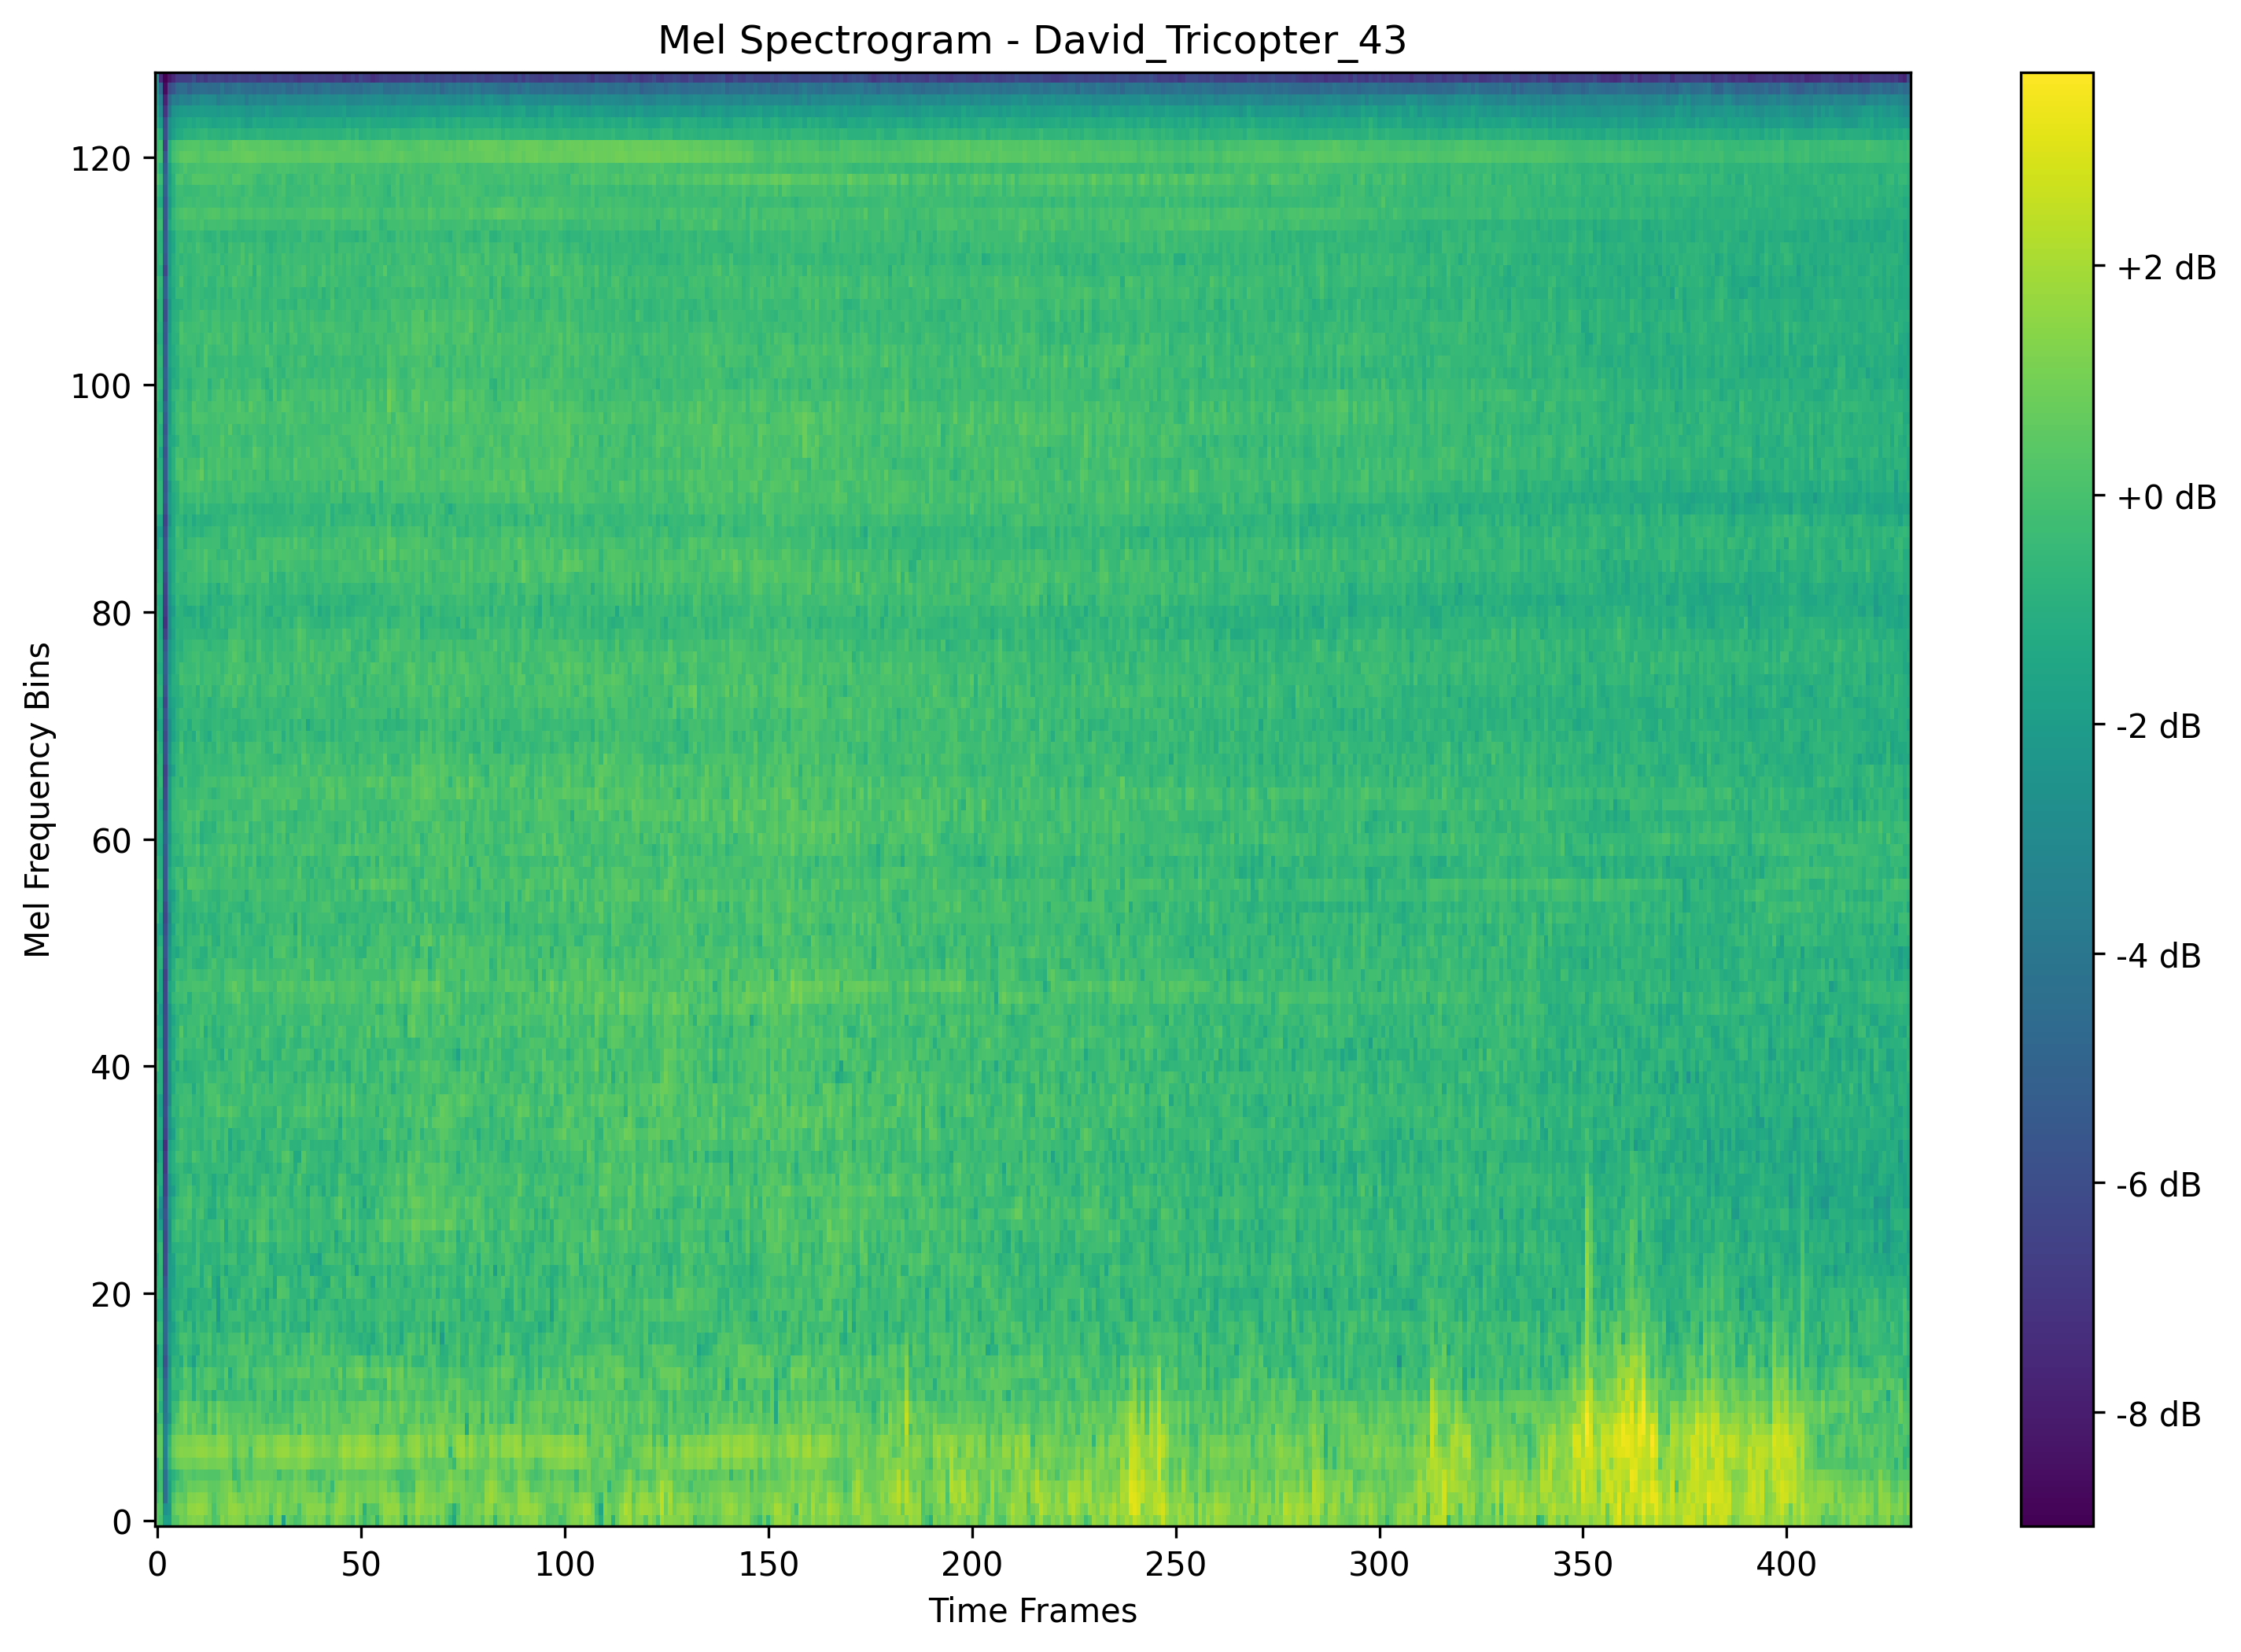 Mel Spectrogram - David_Tricopter_43
Mel Frequency Bins
120
100
80
60
40
20
0
0 50 100 150 200 250 300 350 400
Time Frames
+2 dB
+0 dB
-2 dB
-4 dB
-6 dB
-8 dB